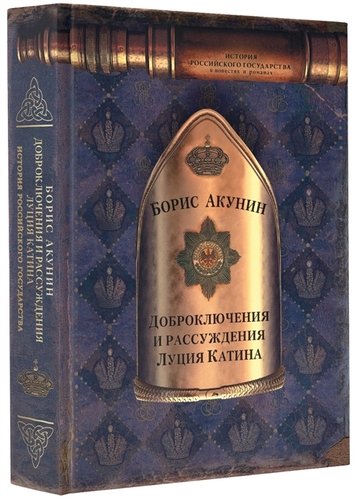 ИСТОРИЯ
РОССИЙСКОГО ГОСУДАРСТВА
в повестях и романах
БОРИС АКУНИН
ДОБРОКЛЮЧЕНИЯ
И РАССУЖДЕНИЯ
ЛУЦИЯ КАТИНА
БОРИС АКУНИН
ДОБРОКЛЮЧЕНИЯ И РАССУЖДЕНИЯ
ЛУЦИЯ КАТИНА
ИСТОРИЯ РОССИЙСКОГО ГОСУДАРСТВА